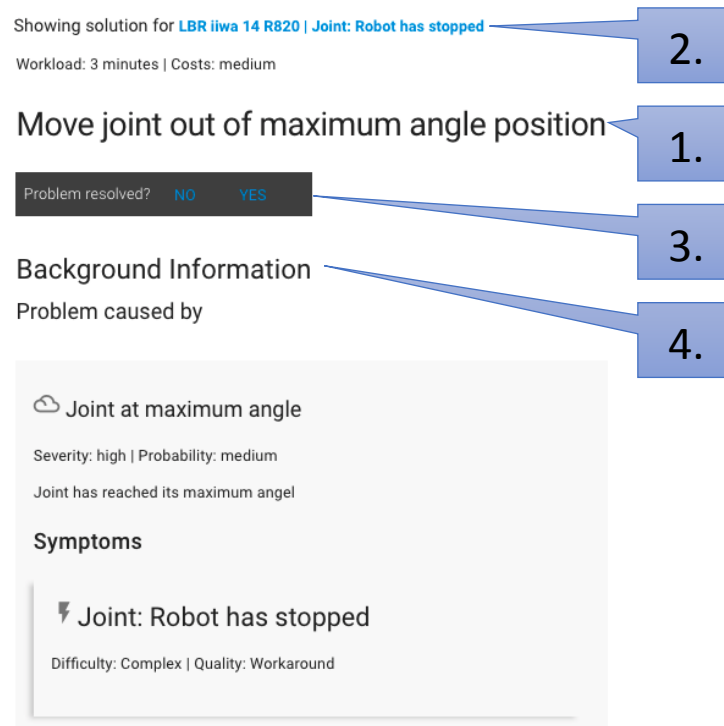 Showing solution for LBR iiwa 14 R820 | Joint: Robot has stopped
2.
Workload: 3 minutes | Costs: medium
Move joint out of maximum angle position
1.
Problem resolved? NO YES
3.
Background Information
4.
Problem caused by
Joint at maximum angle
Severity: high | Probability: medium
Joint has reached its maximum angel
Symptoms
Joint: Robot has stopped
Difficulty: Complex | Quality: Workaround